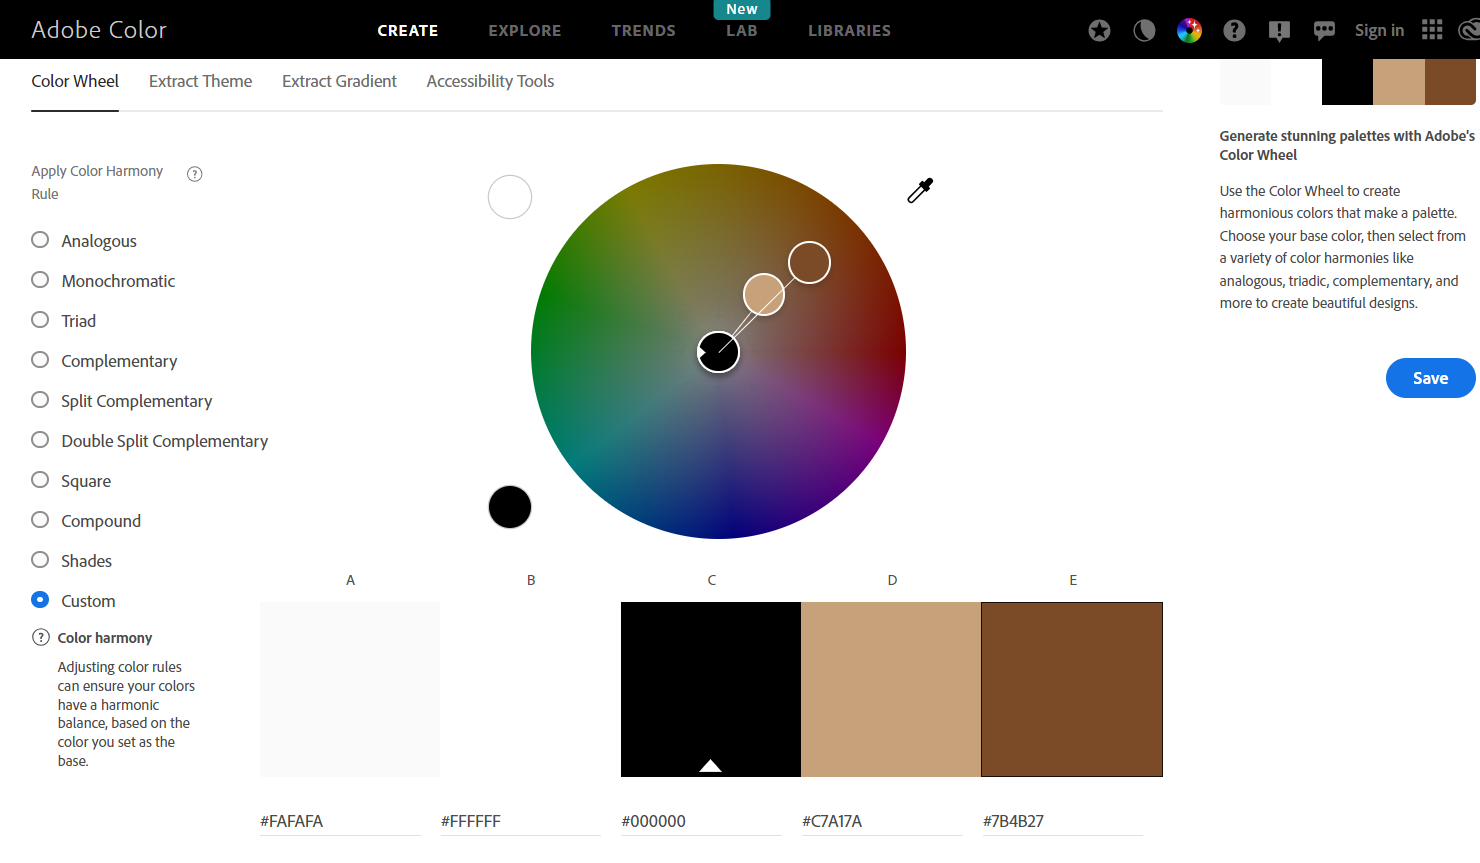 Adobe Color
CREATE
EXPLORE
TRENDS
New
LAB
LIBRARIES
Sign in
Color Wheel
Extract Theme
Extract Gradient
Accessibility Tools
Apply Color Harmony
Rule
?
Analogous
Monochromatic
Triad
Complementary
Split Complementary
Double Split Complementary
Square
Compound
Shades
Custom
? Color harmony
Adjusting color rules
can ensure your colors
have a harmonic
balance, based on the
color you set as the
base.
A
B
C
D
E
#FAFAFA
#FFFFFF
#000000
#C7A17A
#7B4B27
Generate stunning palettes with Adobe's
Color Wheel
Use the Color Wheel to create
harmonious colors that make a palette.
Choose your base color, then select from
a variety of color harmonies like
analogous, triadic, complementary, and
more to create beautiful designs.
Save